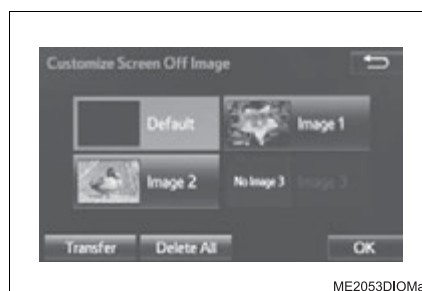 Customize Screen Off Image
Default
Image 1
Image 2
No Image 3
Image 3
Transfer
Delete All
OK
ME2053DIOMa